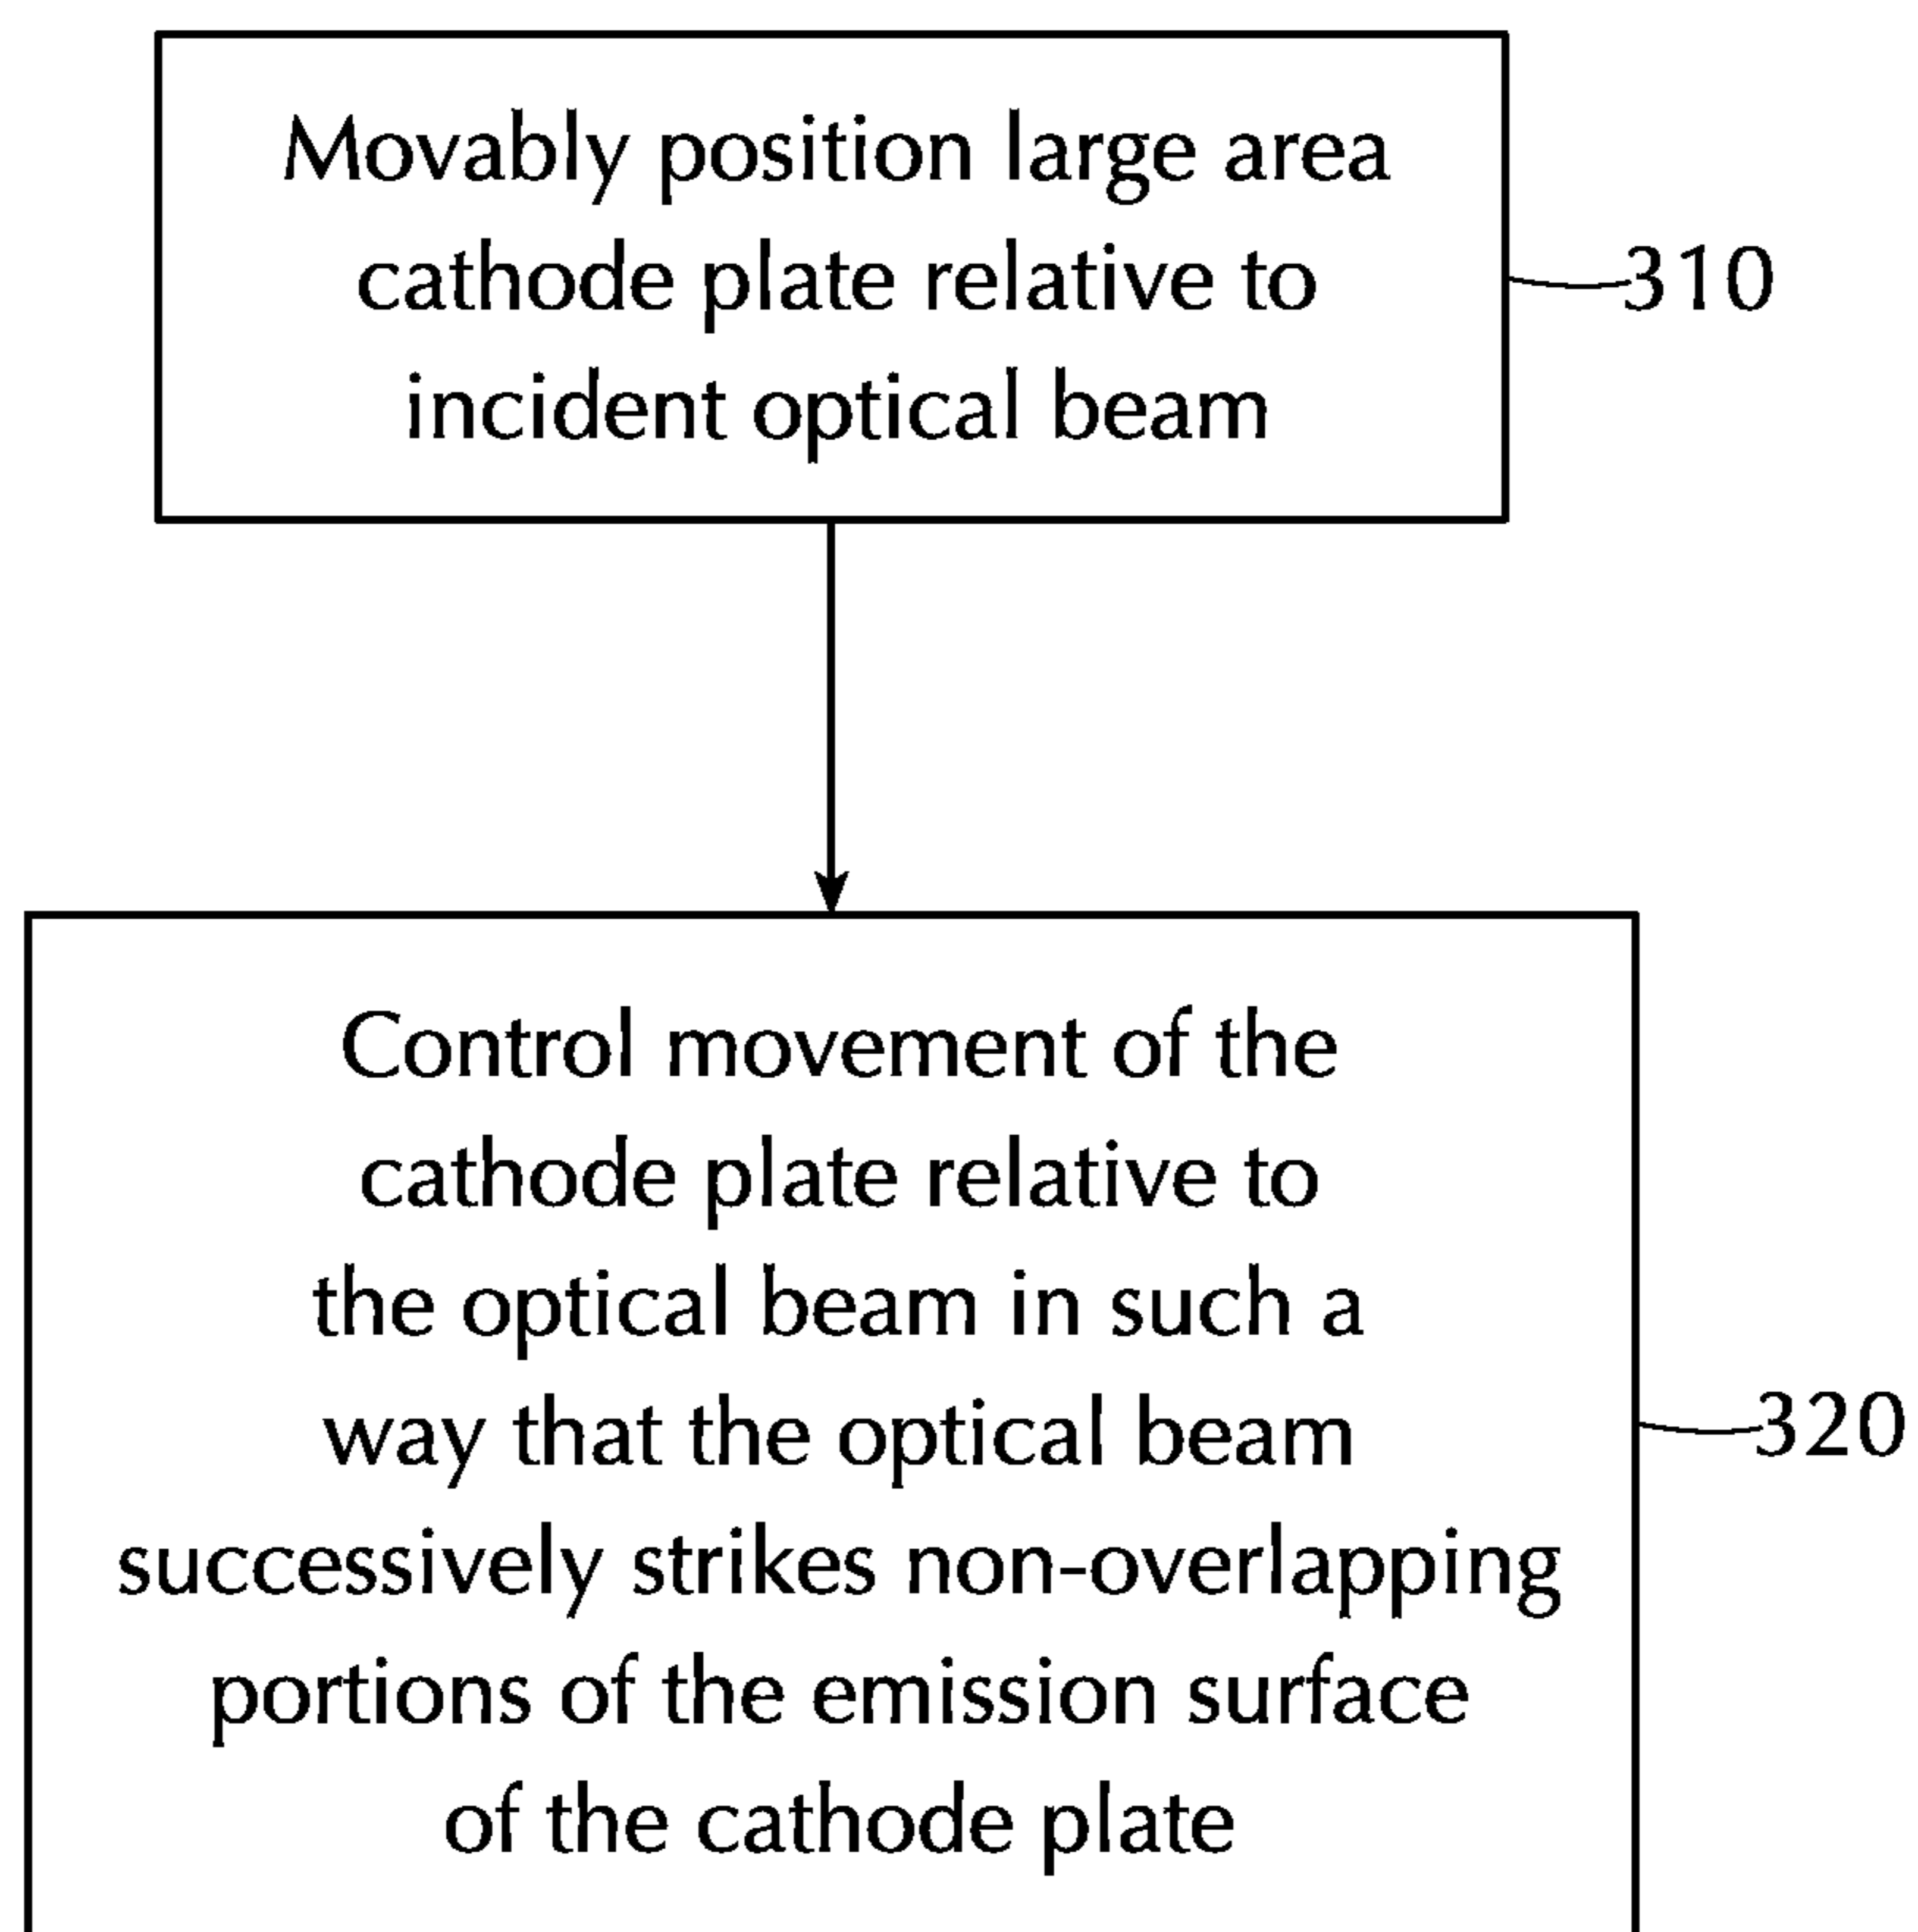 Movably position large area
cathode plate relative to
incident optical beam
310
Control movement of the
cathode plate relative to
the optical beam in such a
way that the optical beam
successively strikes non-overlapping
portions of the emission surface
of the cathode plate
320